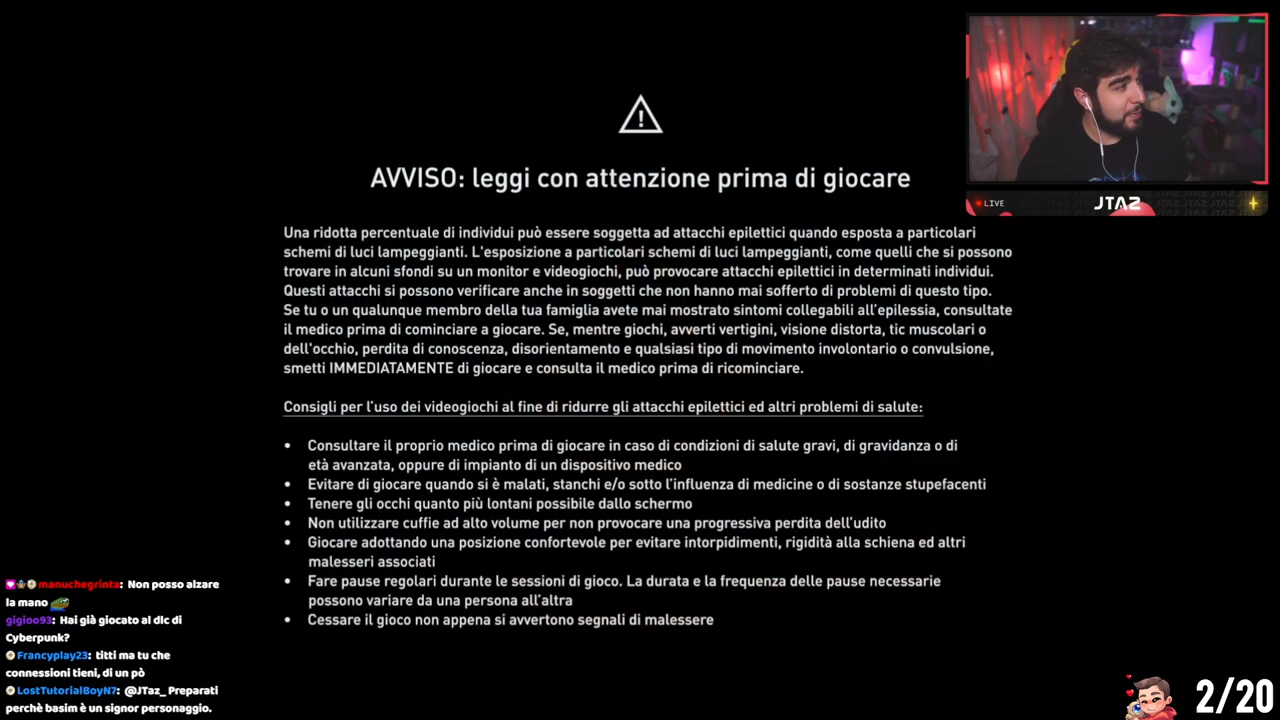 AVVISO: leggi con attenzione prima di giocare
Una ridotta percentuale di individui può essere soggetta ad attacchi epilettici quando esposta a particolari
schemi di luci lampeggianti. L'esposizione a particolari schemi di luci lampeggianti, come quelli che si possono
trovare in alcuni sfondi su un monitor e videogiochi, può provocare attacchi epilettici in determinati individui.
Questi attacchi si possono verificare anche in soggetti che non hanno mai sofferto di problemi di questo tipo.
Se tu o un qualunque membro della tua famiglia avete mai mostrato sintomi collegabili all'epilessia, consultate
il medico prima di cominciare a giocare. Se, mentre giochi, avverti vertigini, visione distorta, tic muscolari o
dell'occhio, perdita di conoscenza, disorientamento e qualsiasi tipo di movimento involontario o convulsione,
smetti IMMEDIATAMENTE di giocare e consulta il medico prima di ricominciare.
Consigli per l'uso dei videogiochi al fine di ridurre gli attacchi epilettici ed altri problemi di salute:
• Consultare il proprio medico prima di giocare in caso di condizioni di salute gravi, di gravidanza o di
età avanzata, oppure di impianto di un dispositivo medico
• Evitare di giocare quando si è malati, stanchi e/o sotto l'influenza di medicine o di sostanze stupefacenti
• Tenere gli occhi quanto più lontani possibile dallo schermo
• Non utilizzare cuffie ad alto volume per non provocare una progressiva perdita dell'udito
• Giocare adottando una posizione confortevole per evitare intorpidimenti, rigidità alla schiena ed altri
malesseri associati
• Fare pause regolari durante le sessioni di gioco. La durata e la frequenza delle pause necessarie
possono variare da una persona all'altra
• Cessare il gioco non appena si avvertono segnali di malessere
LIVE
JTAZ
manuchegrinta: Non posso alzare
la mano
gigioo93: Hai già giocato al dlc di
Cyberpunk?
Francyplay23: titti ma tu che
connessioni tieni, di un pò
LostTutorialBoyN7: @JTaz_ Preparati
perchè basim è un signor personaggio.
2/20